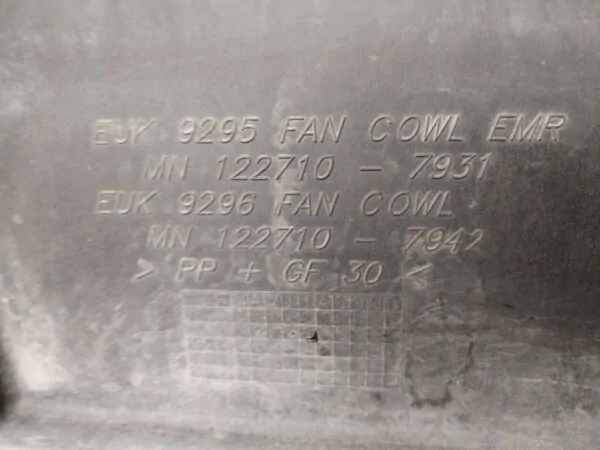 EUK 9295 FAN COWL EMR
MN 122710 - 7931
EUK 9296 FAN COWL
MN 122710 - 7942
> PP + GF 30 <